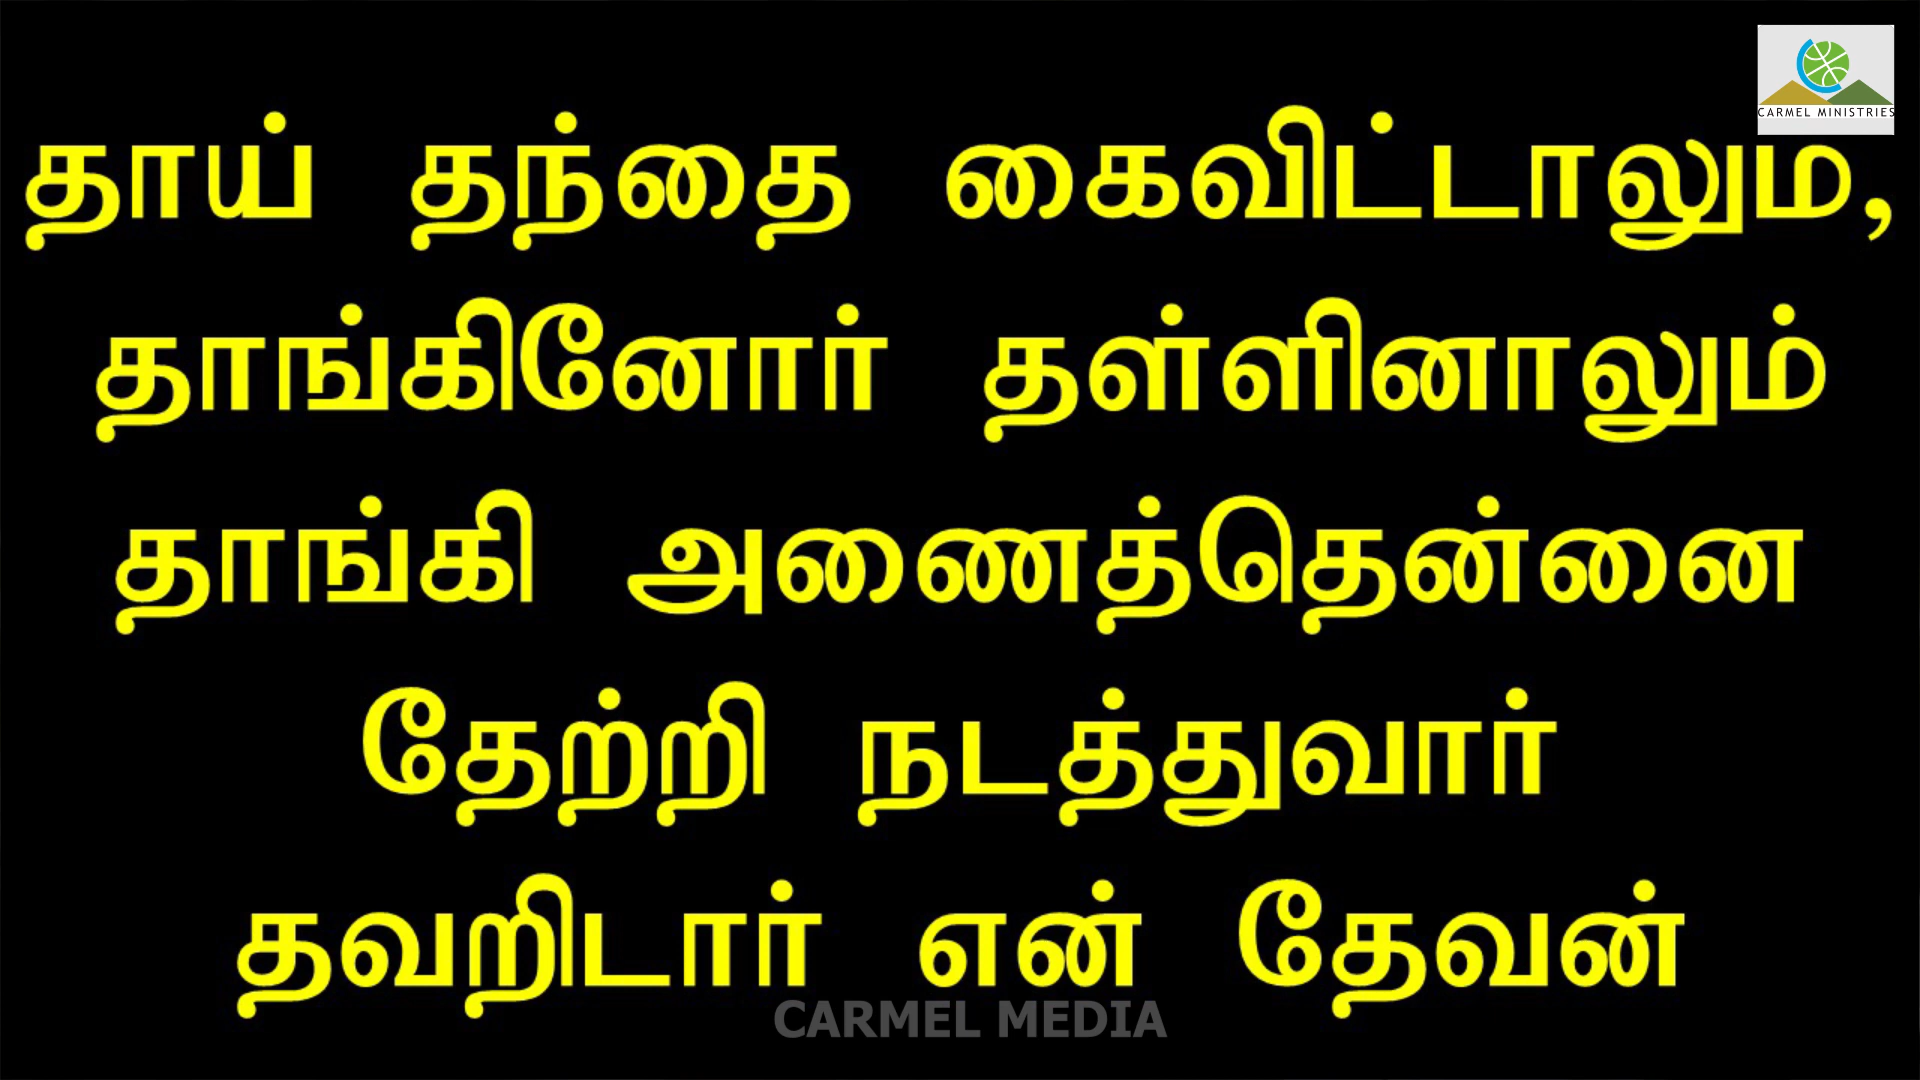 CARMEL MINISTRIES
தாய் தந்தை கைவிட்டாலும்,
தாங்கினோர் தள்ளினாலும்
தாங்கி அணைத்தென்னை
தேற்றி நடத்துவார்
தவறிடார் என் தேவன்
CARMEL MEDIA